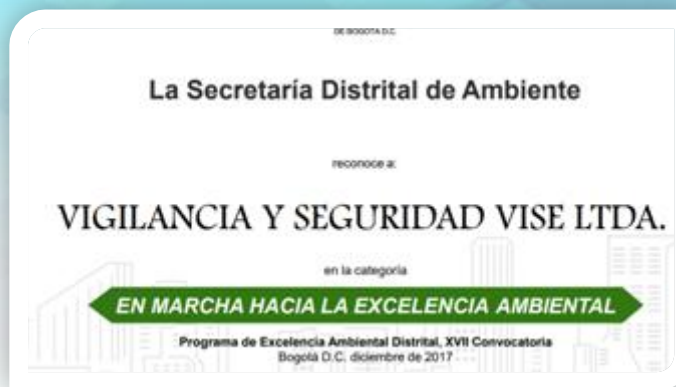 DE BOGOTÁ D.C.
La Secretaría Distrital de Ambiente
reconoce a:
VIGILANCIA Y SEGURIDAD VISE LTDA.
en la categoría
EN MARCHA HACIA LA EXCELENCIA AMBIENTAL
Programa de Excelencia Ambiental Distrital, XVII Convocatoria
Bogotá D.C. diciembre de 2017